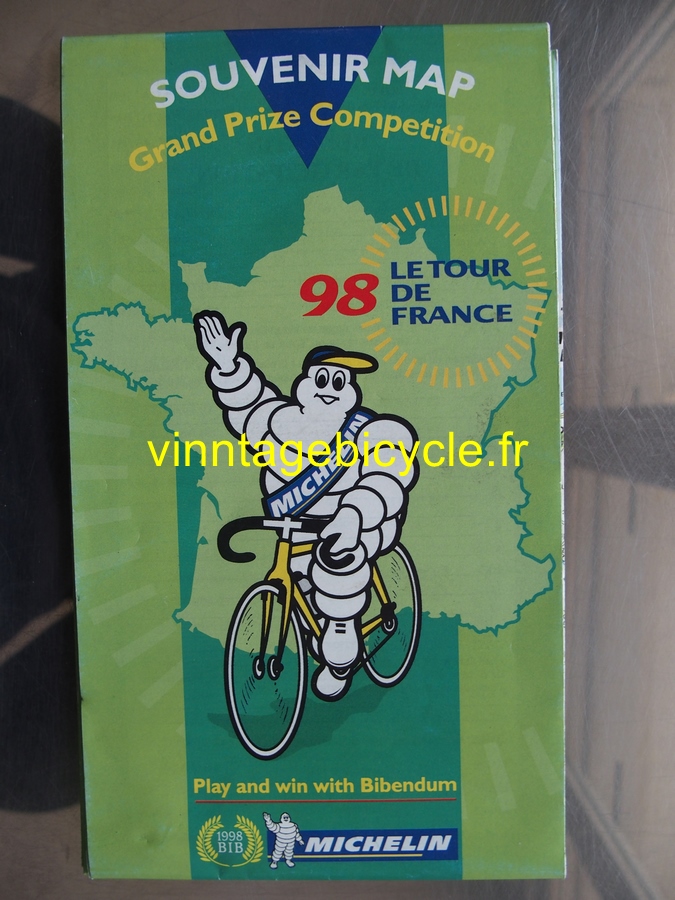 SOUVENIR MAP
Grand Prize Competition
98 LE TOUR
DE
FRANCE
MICHELIN
vinntagebicycle.fr
Play and win with Bibendum
1998
BIB
MICHELIN